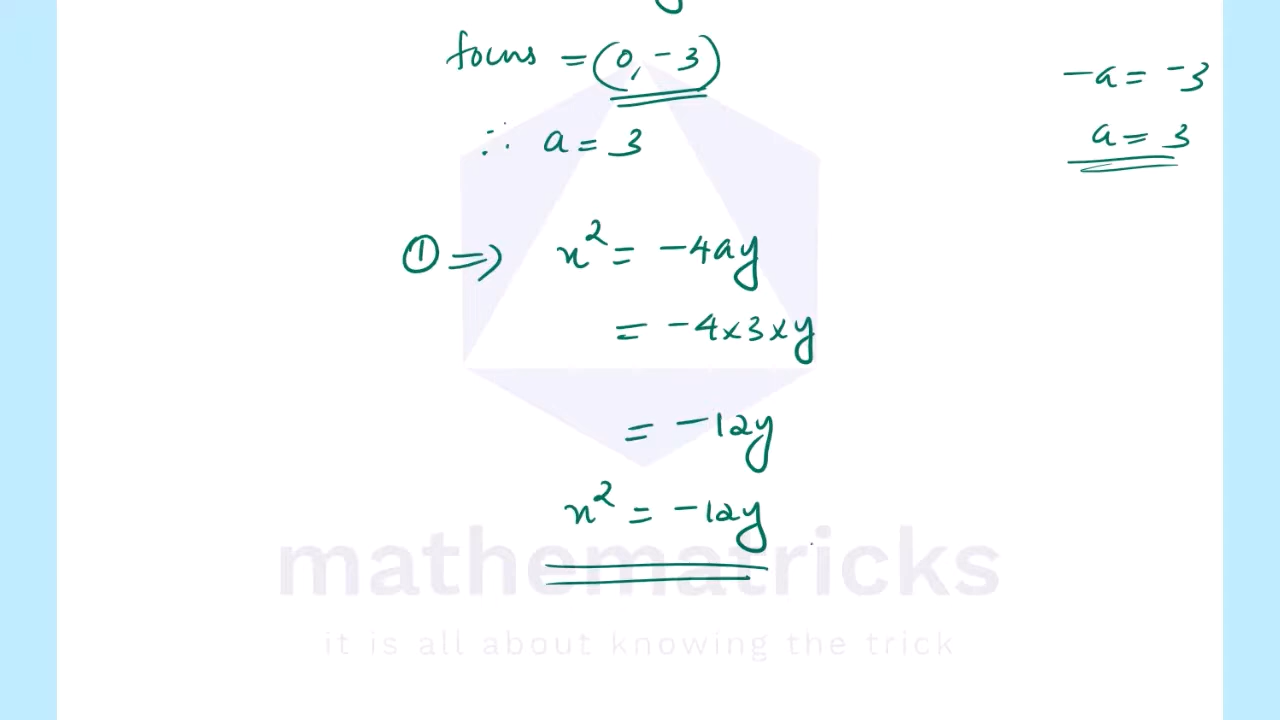 focus = (0, -3)
-a = -3
∴ a = 3
a = 3
① ⇒ x² = -4ay
= -4×3×y
= -12y
x² = -12y
mathematricks
it is all about knowing the trick